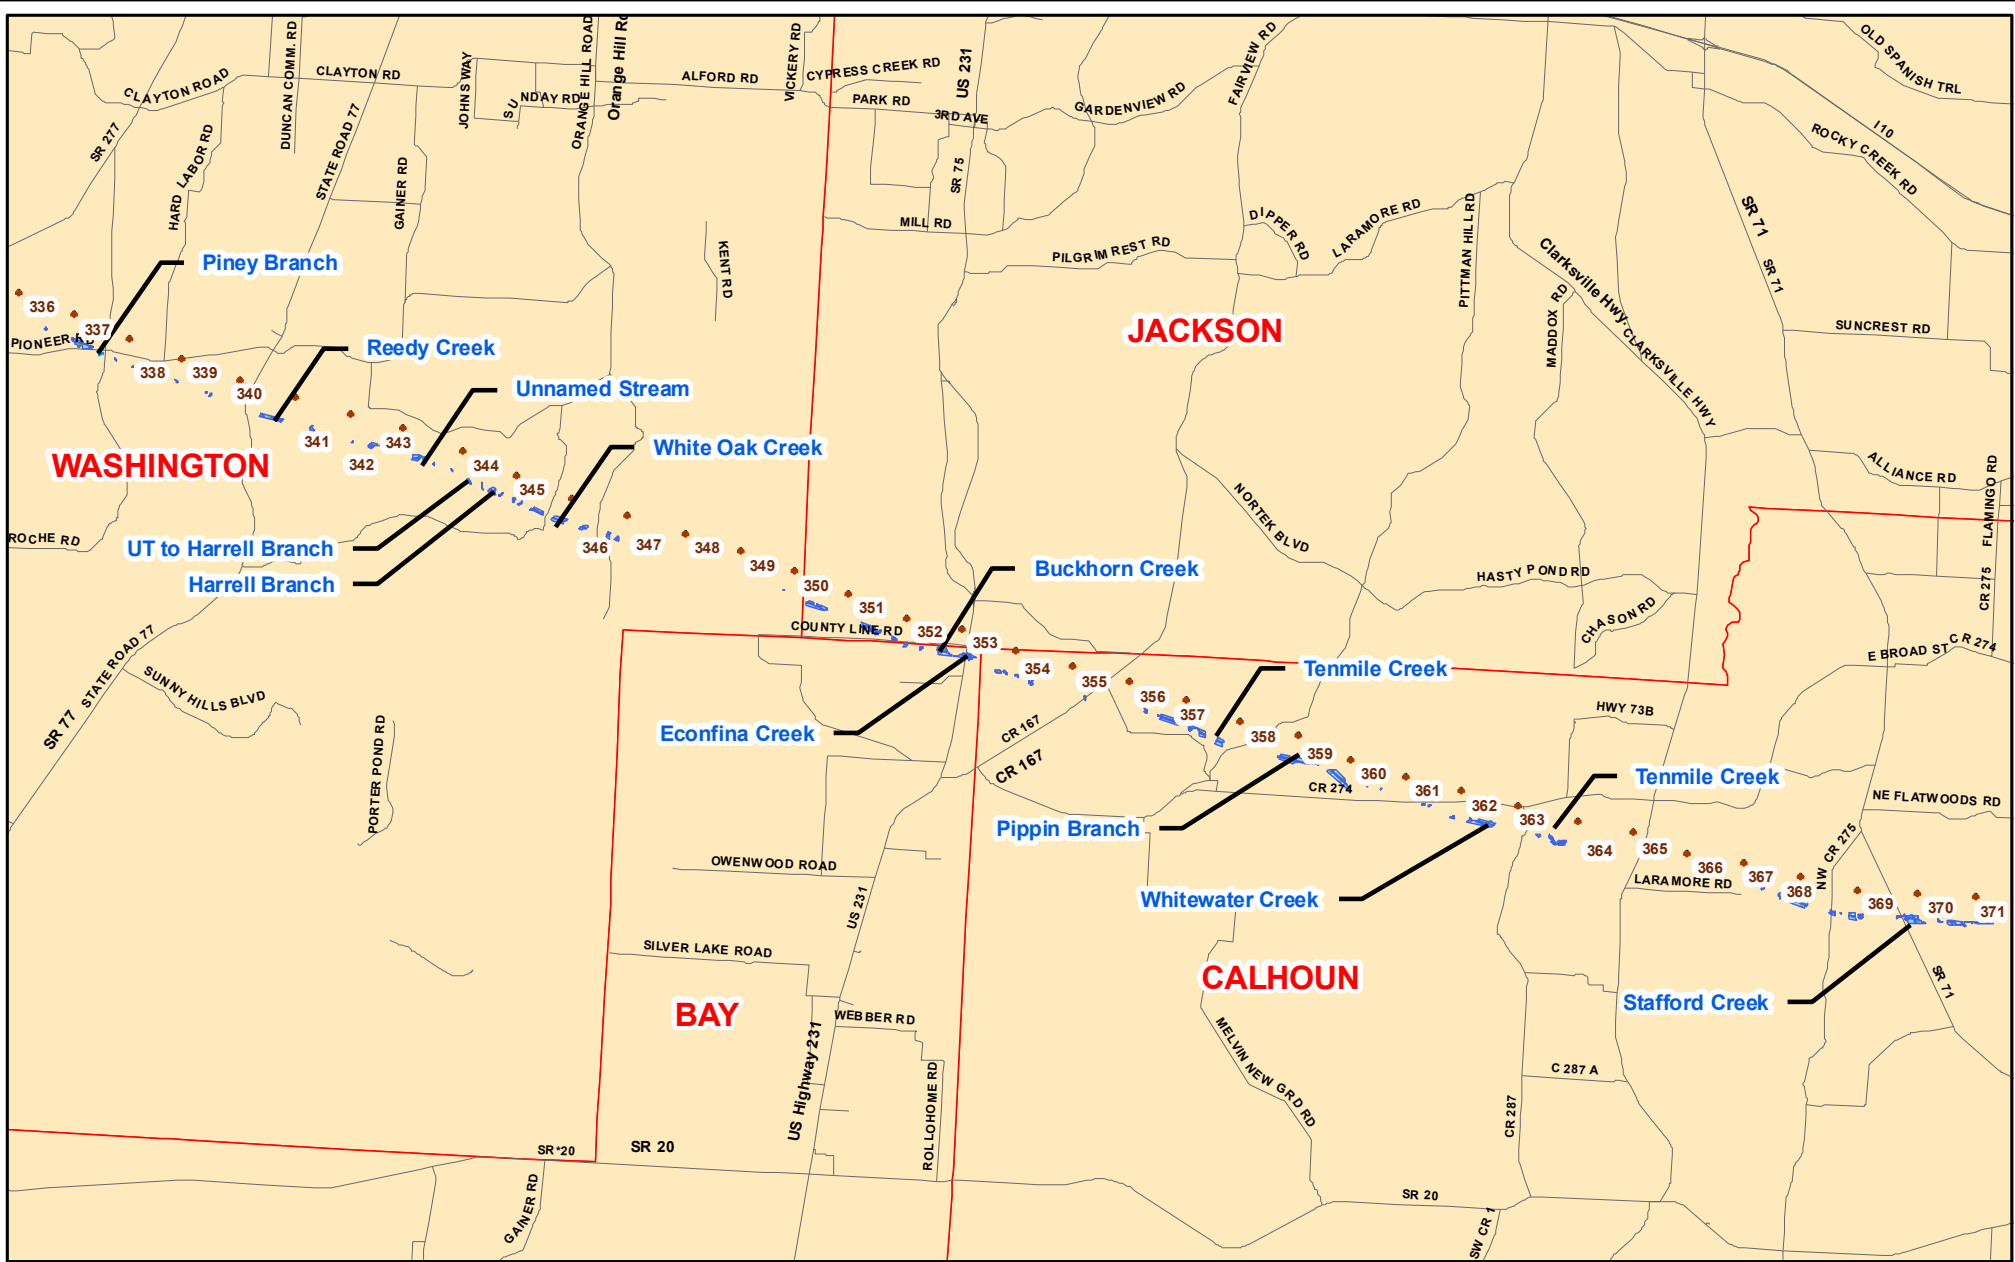 OLD SPANISH TRL
DUNCAN COMM. RD
ORANGE HILL ROAD
VICKERY RD
FAIRVIEW RD
US 231
CLAYTON ROAD
CLAYTON RD
JOHNS WAY
SUNDAY RD
ALFORD RD
CYPRESS CREEK RD
PARK RD
3RD AVE
GARDENVIEW RD
I10
ROCKY CREEK RD
SR 277
HARD LABOR RD
STATE ROAD 77
GAINER RD
SR 75
MILL RD
DIPPER RD
LARAMORE RD
PITTMAN HILL RD
SR 71
SR 71
KENT RD
PILGRIM REST RD
Clarksville Hwy
CLARKSVILLE HWY
MADDOX RD
SUNCREST RD
Piney Branch
336
337
PIONEER RD
338
339
340
Reedy Creek
JACKSON
341
342
343
Unnamed Stream
White Oak Creek
WASHINGTON
344
345
NORTEK BLVD
ALLIANCE RD
FLAMINGO RD
ROCHE RD
UT to Harrell Branch
Harrell Branch
346
347
348
349
350
Buckhorn Creek
HASTY POND RD
CR 275
CHASON RD
351
COUNTY LINE RD
352
353
354
355
356
357
Tenmile Creek
E BROAD ST
CR 274
SR 77
STATE ROAD 77
SUNNY HILLS BLVD
PORTER POND RD
Econfina Creek
CR 167
CR 167
358
359
360
361
362
363
HWY 73B
Tenmile Creek
CR 274
NE FLATWOODS RD
Pippin Branch
364
365
366
367
368
369
370
371
NW CR 275
LARAMORE RD
OWENWOOD ROAD
US 231
Whitewater Creek
SILVER LAKE ROAD
CALHOUN
BAY
Stafford Creek
SR 71
WEBBER RD
US Highway 231
ROLLOHOME RD
MELVIN NEW GRD RD
C 287 A
CR 287
SR*20
SR 20
GAINER RD
SR 20
SW CR 1